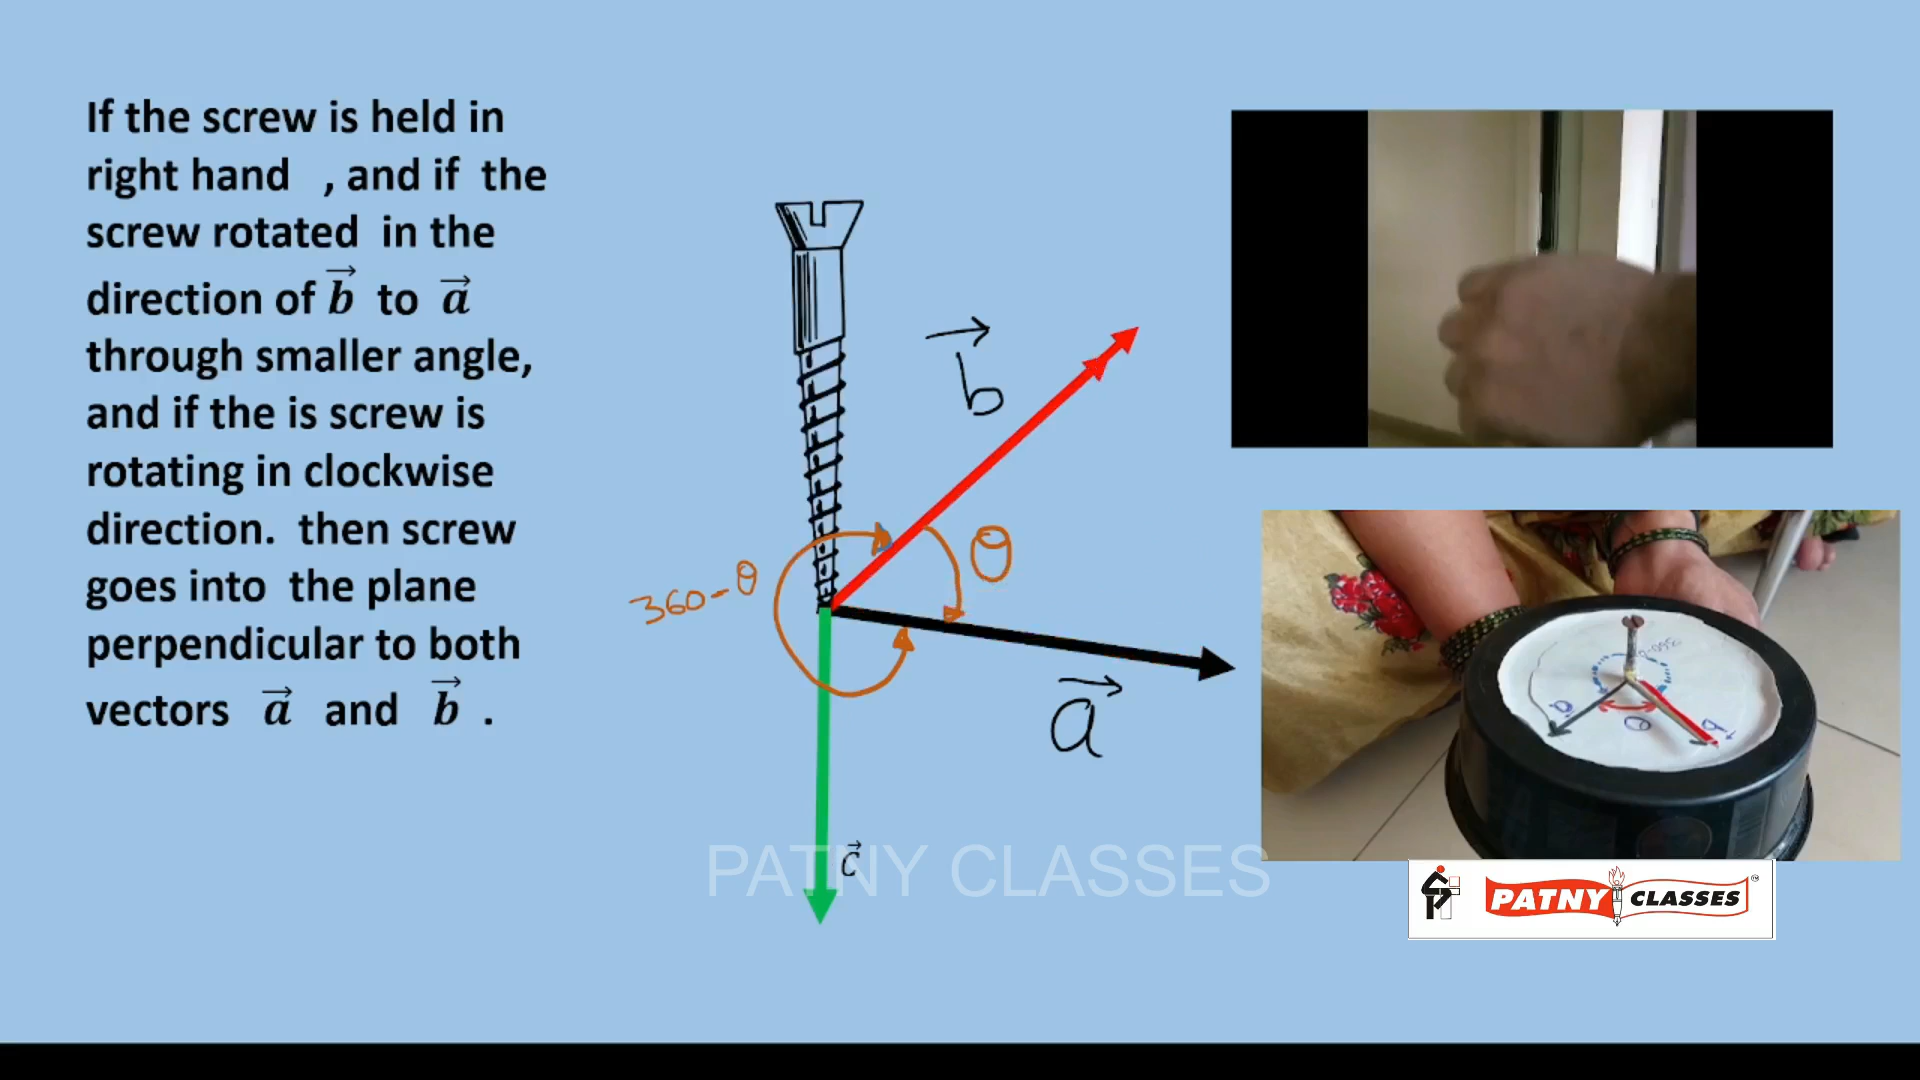 If the screw is held in
right hand , and if the
screw rotated in the
direction of b⃗ to a⃗
through smaller angle,
and if the is screw is
rotating in clockwise
direction. then screw
goes into the plane
perpendicular to both
vectors a⃗ and b⃗ .
b⃗
θ
360-θ
a⃗
c⃗
PATNY CLASSES
360-θ
a
θ
b
PATNY CLASSES